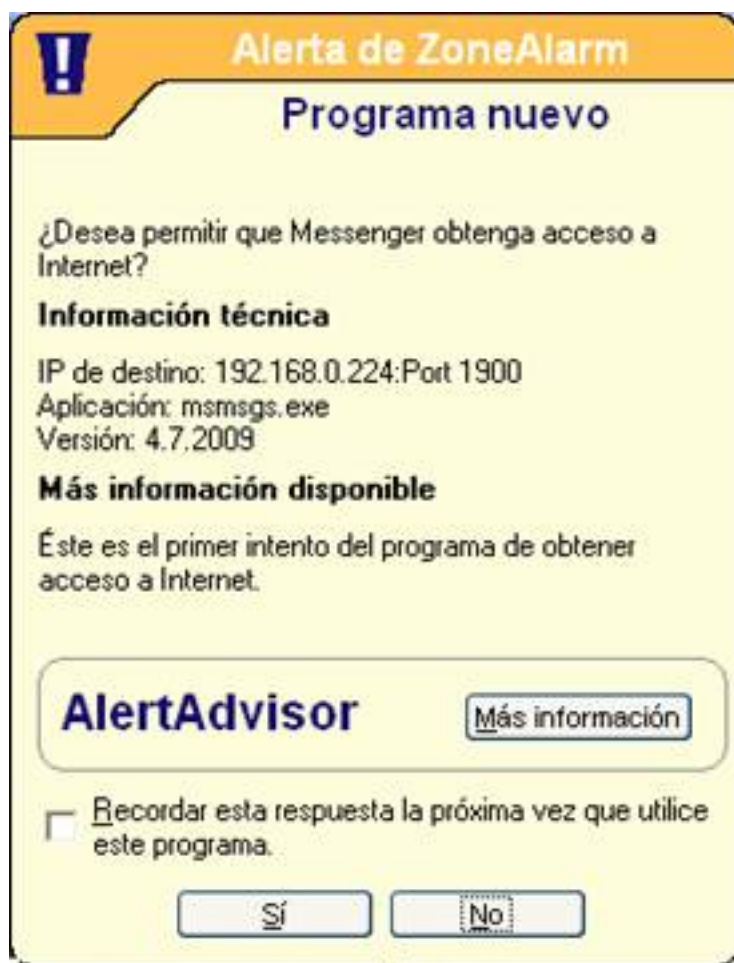 Alerta de ZoneAlarm
Programa nuevo
¿Desea permitir que Messenger obtenga acceso a
Internet?
Información técnica
IP de destino: 192.168.0.224:Port 1900
Aplicación: msmsgs.exe
Versión: 4.7.2009
Más información disponible
Éste es el primer intento del programa de obtener
acceso a Internet.
AlertAdvisor
Más información
Recordar esta respuesta la próxima vez que utilice
este programa.
Sí
No